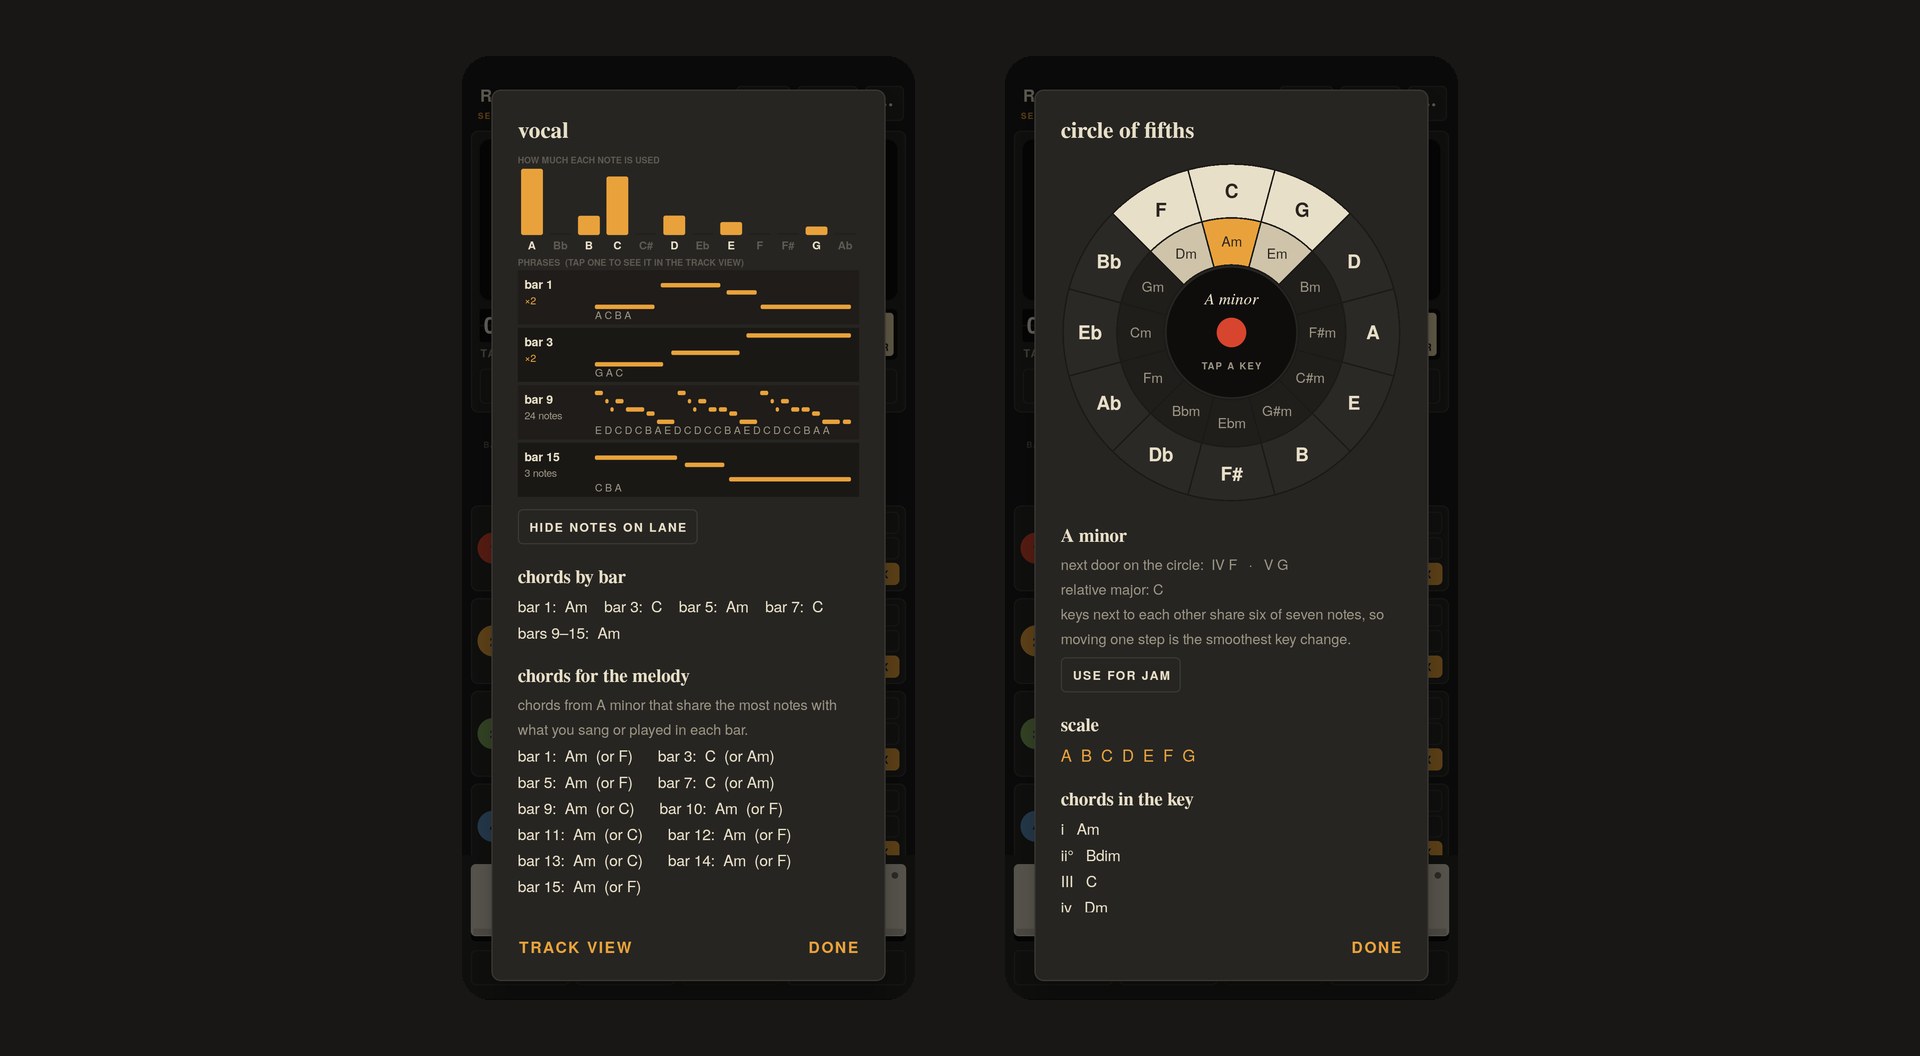 vocal
HOW MUCH EACH NOTE IS USED
A Bb B C C# D Eb E F F# G Ab
PHRASES (TAP ONE TO SEE IT IN THE TRACK VIEW)
bar 1
×2
A C B A
bar 3
×2
G A C
bar 9
24 notes
E D C D C B A E D C D C C B A E D C D C C B A A
bar 15
3 notes
C B A
HIDE NOTES ON LANE
chords by bar
bar 1: Am bar 3: C bar 5: Am bar 7: C
bars 9–15: Am
chords for the melody
chords from A minor that share the most notes with
what you sang or played in each bar.
bar 1: Am (or F) bar 3: C (or Am)
bar 5: Am (or F) bar 7: C (or Am)
bar 9: Am (or C) bar 10: Am (or F)
bar 11: Am (or C) bar 12: Am (or F)
bar 13: Am (or C) bar 14: Am (or F)
bar 15: Am (or F)
TRACK VIEW DONE
circle of fifths
C
F G
Am
Dm Em
Bb D
Gm Bm
A minor
Eb Cm F#m A
TAP A KEY
Fm C#m
Ab E
Bbm G#m
Ebm
Db B
F#
A minor
next door on the circle: IV F · V G
relative major: C
keys next to each other share six of seven notes, so
moving one step is the smoothest key change.
USE FOR JAM
scale
A B C D E F G
chords in the key
i Am
ii° Bdim
III C
iv Dm
DONE